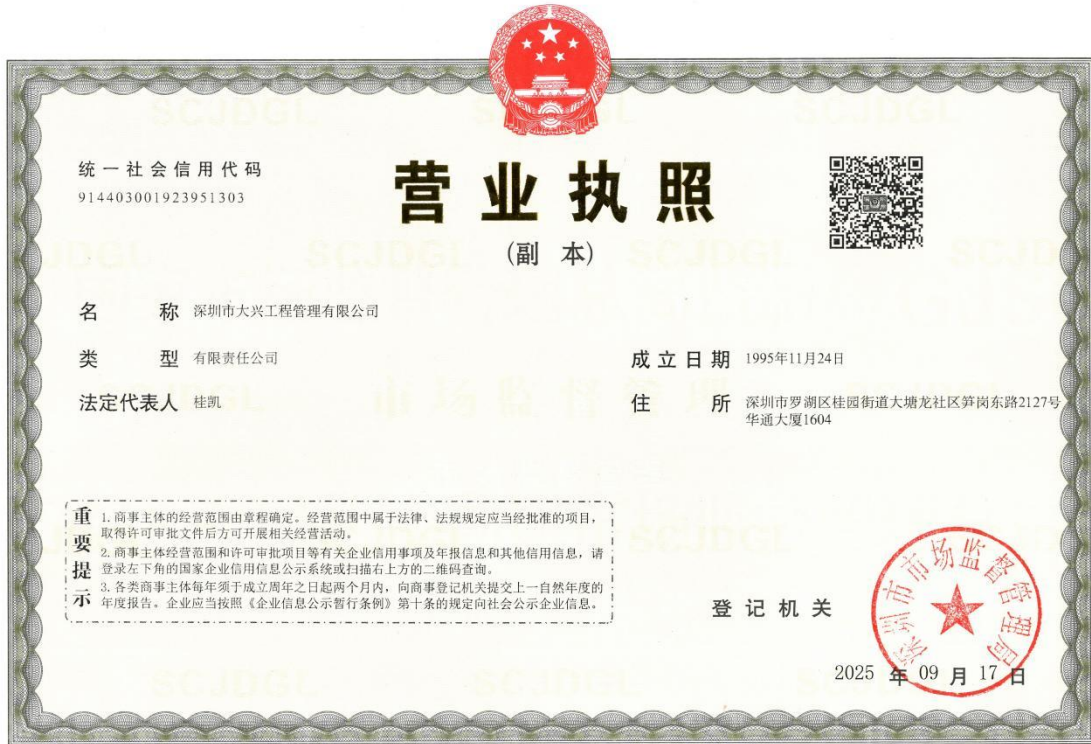 统一社会信用代码
914403001923951303
营业执照
(副 本)
名 称 深圳市大兴工程管理有限公司
类 型 有限责任公司
成立日期 1995年11月24日
法定代表人 桂凯
住 所 深圳市罗湖区桂园街道大塘龙社区笋岗东路2127号
华通大厦1604
重要提示
1. 商事主体的经营范围由章程确定。经营范围中属于法律、法规规定应当经批准的项目，
取得许可审批文件后方可开展相关经营活动。
2. 商事主体经营范围和许可审批项目等有关企业信用事项及年报信息和其他信用信息，请
登录左下角的国家企业信用信息公示系统或扫描右上方的二维码查询。
3. 各类商事主体每年须于成立周年之日起两个月内，向商事登记机关提交上一自然年度的
年度报告。企业应当按照《企业信息公示暂行条例》第十条的规定向社会公示企业信息。
登记机关
深圳市市场监督管理局
2025 年 09 月 17 日
SCJDGL
市场监督管理